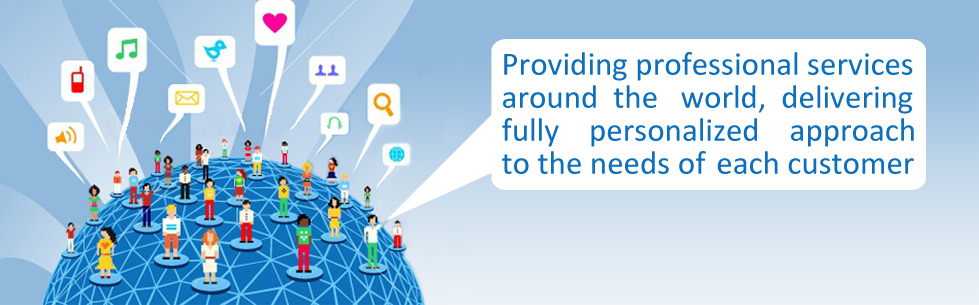 Providing professional services
around the world, delivering
fully personalized approach
to the needs of each customer